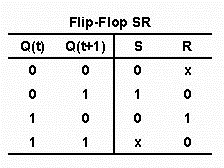 Flip-Flop SR
Q(t) Q(t+1) S R
0 0 0 x
0 1 1 0
1 0 0 1
1 1 x 0